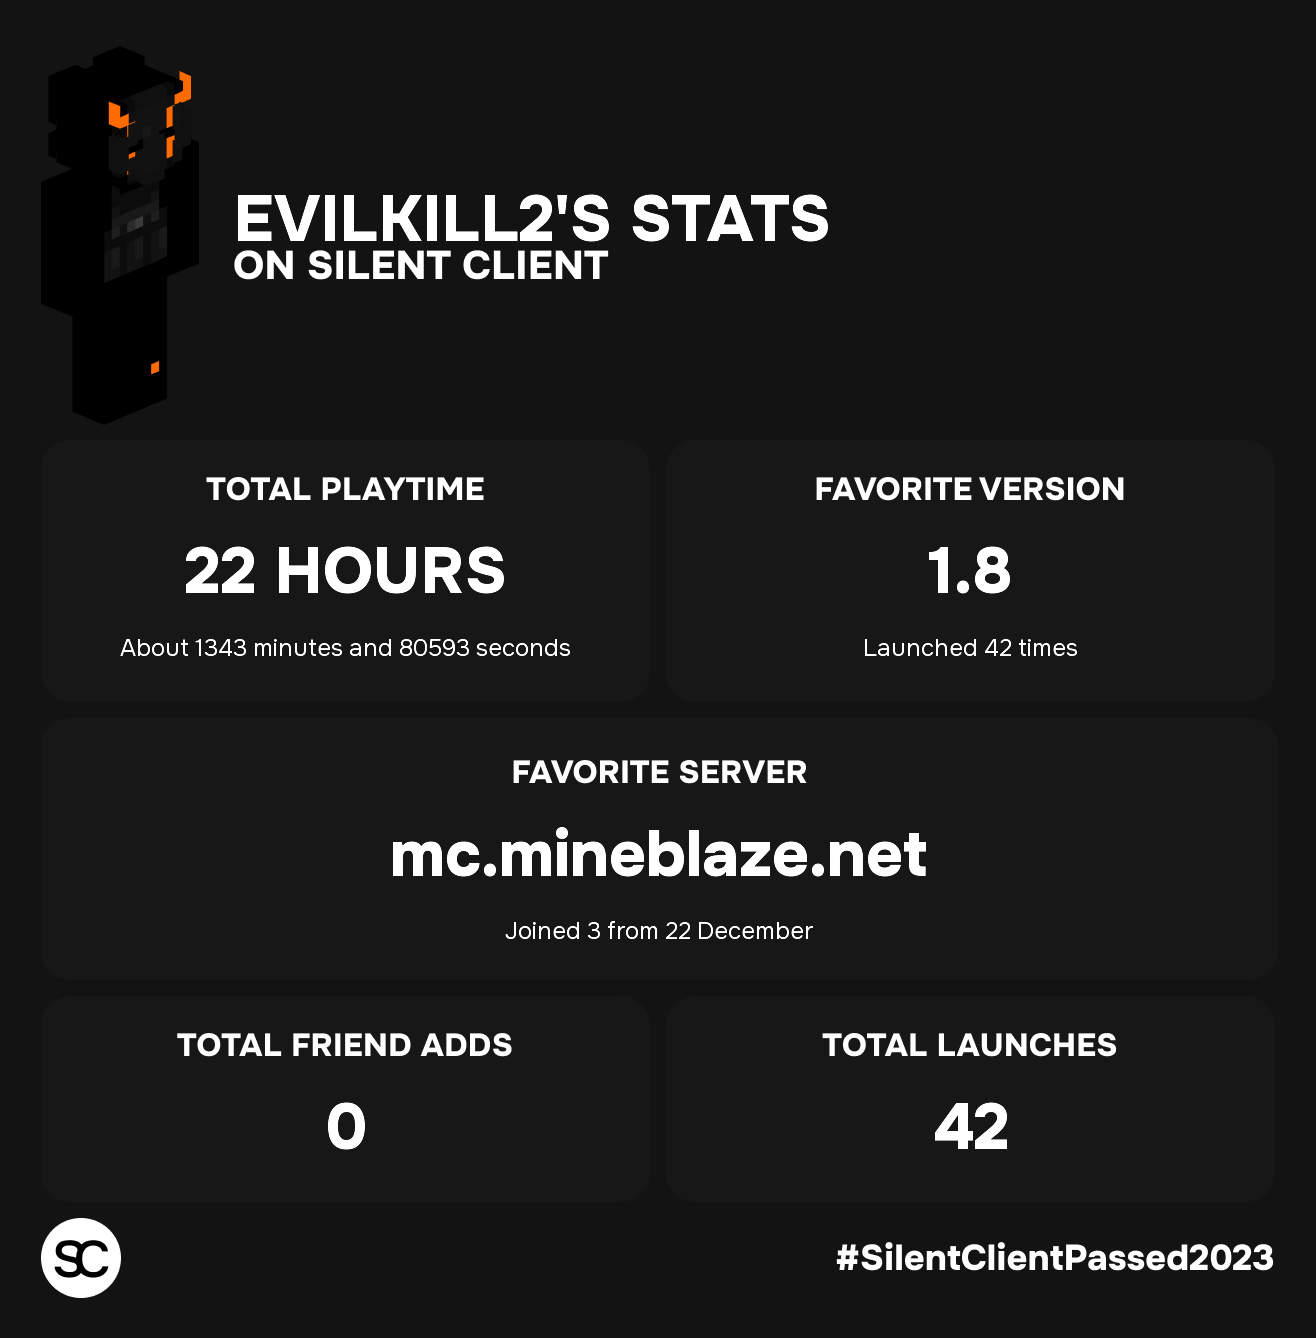 EVILKILL2'S STATS
ON SILENT CLIENT
TOTAL PLAYTIME
22 HOURS
About 1343 minutes and 80593 seconds
FAVORITE VERSION
1.8
Launched 42 times
FAVORITE SERVER
mc.mineblaze.net
Joined 3 from 22 December
TOTAL FRIEND ADDS
0
TOTAL LAUNCHES
42
SC
#SilentClientPassed2023